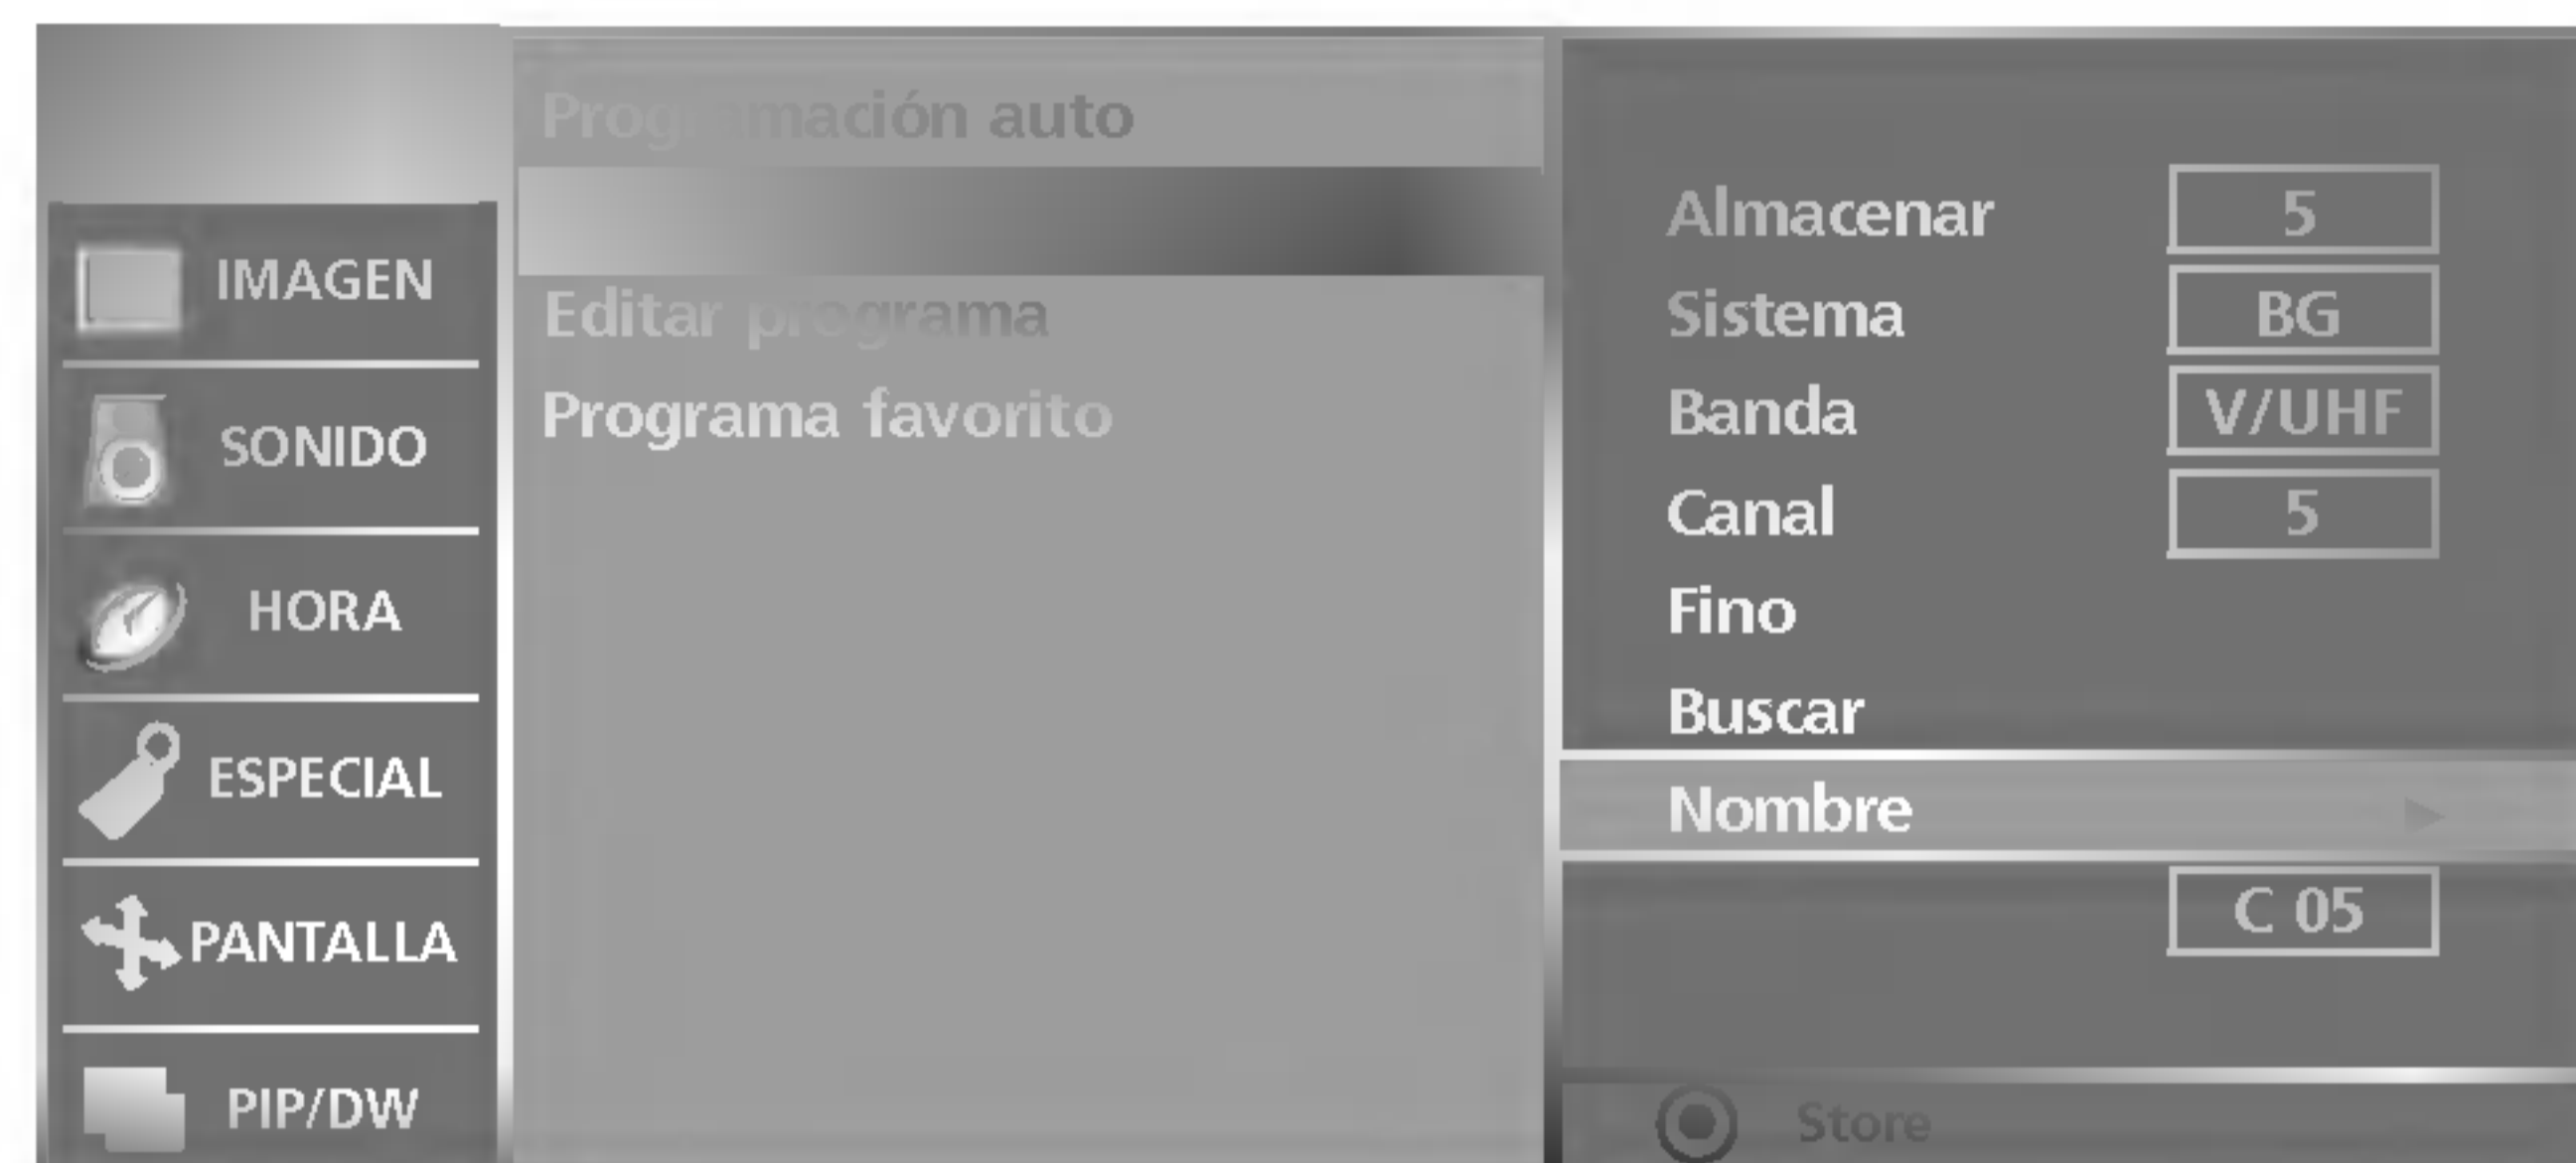 IMAGEN
SONIDO
HORA
ESPECIAL
PANTALLA
PIP/DW
Programación auto
Editar programa
Programa favorito
Almacenar 5
Sistema BG
Banda V/UHF
Canal 5
Fino
Buscar
Nombre
C 05
Store